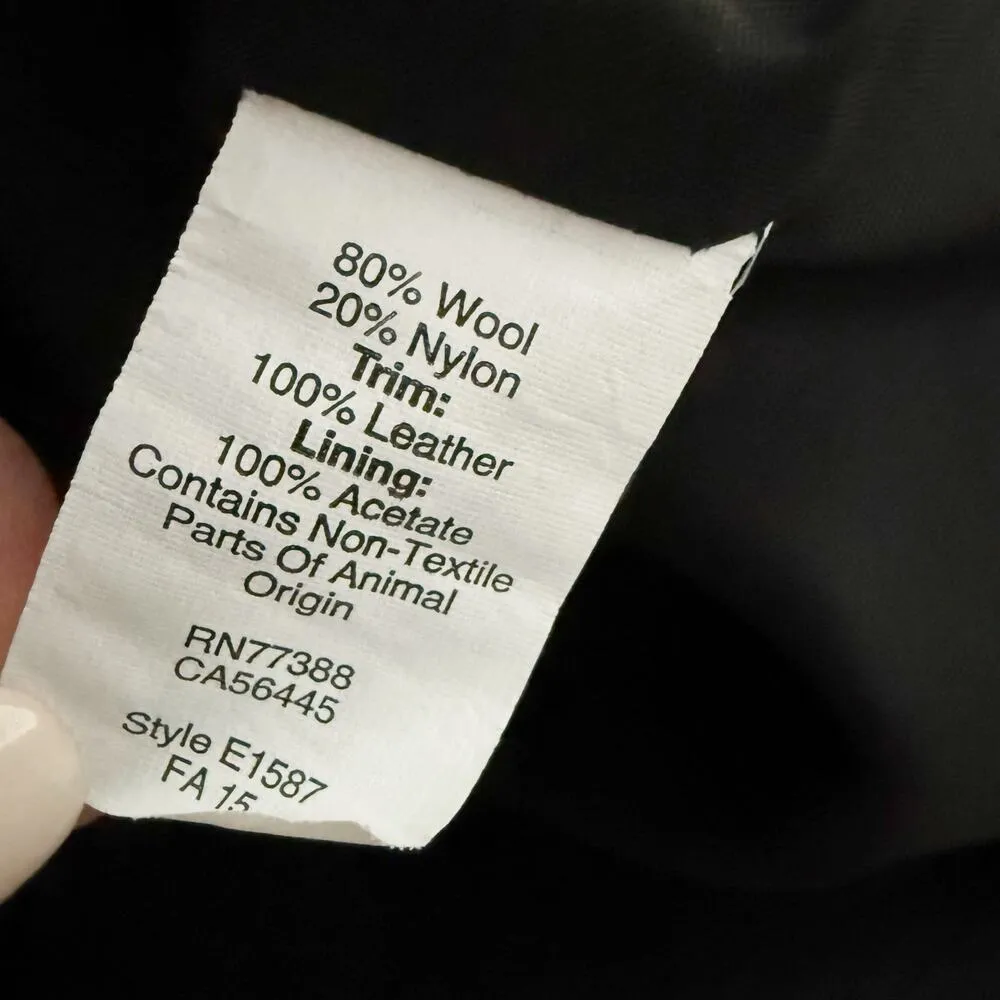 80% Wool
20% Nylon
Trim:
100% Leather
Lining:
100% Acetate
Contains Non-Textile
Parts Of Animal
Origin
RN77388
CA56445
Style E1587
FA 15